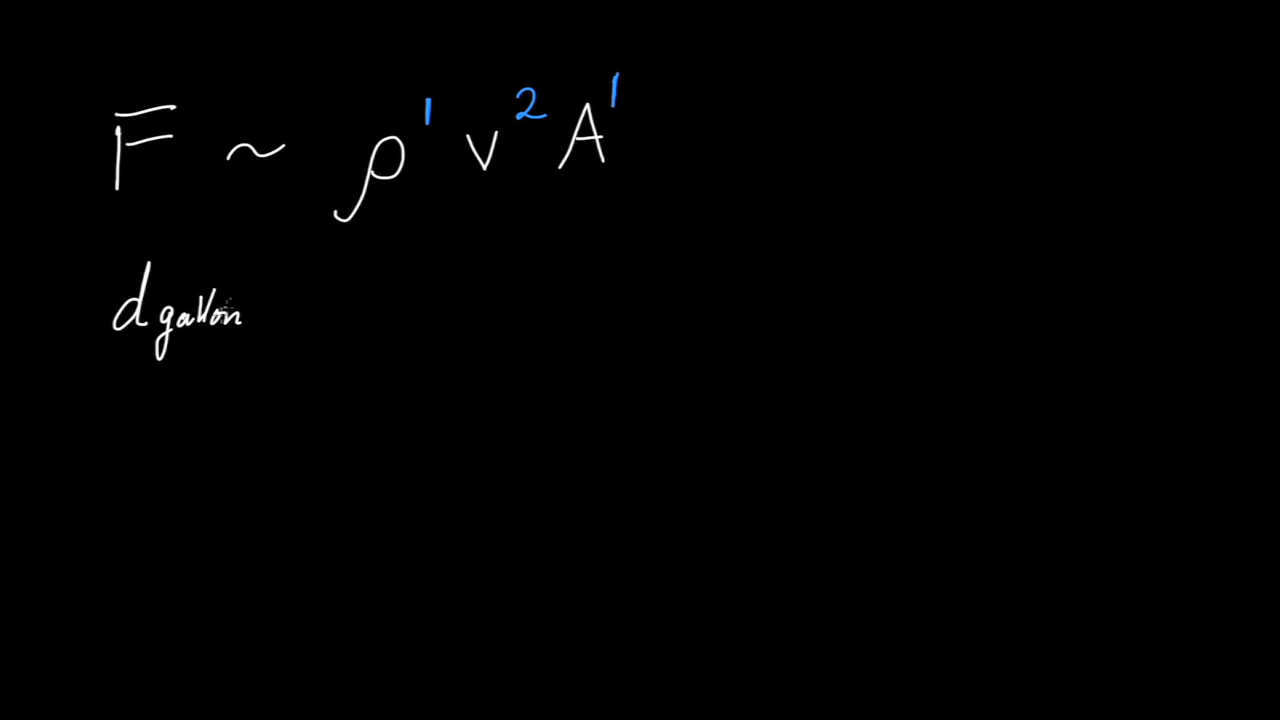 F ~ ρ¹ v² A¹
d gallon